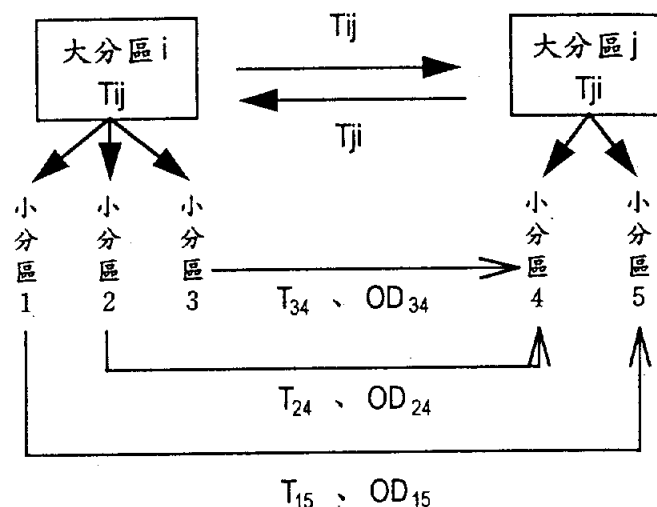 Tij
大分區 i
Tij
大分區 j
Tji
Tji
小分區1
小分區2
小分區3
小分區4
小分區5
T34、OD34
T24、OD24
T15、OD15